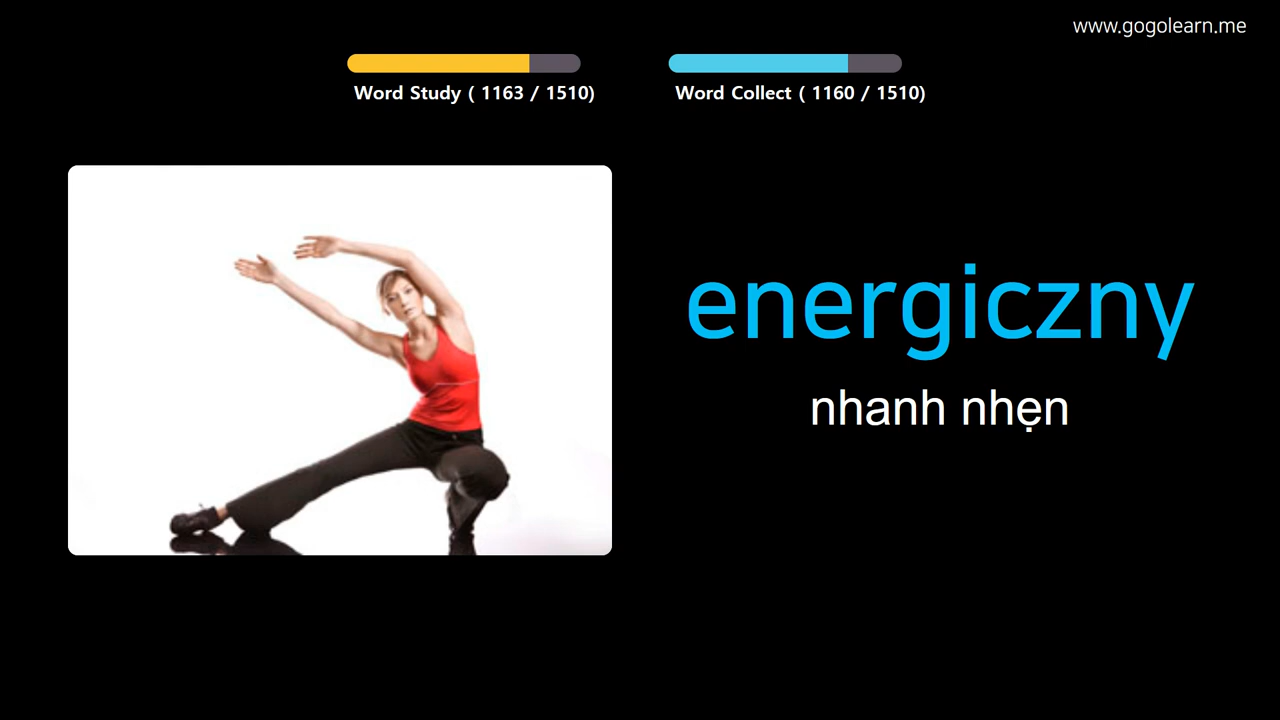 www.gogolearn.me
Word Study ( 1163 / 1510)
Word Collect ( 1160 / 1510)
energiczny
nhanh nhẹn